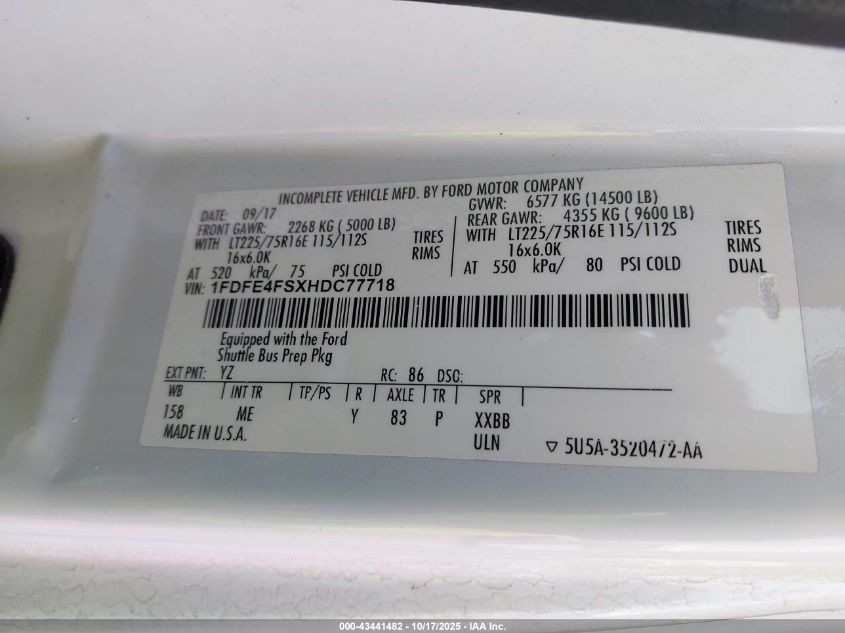 INCOMPLETE VEHICLE MFD. BY FORD MOTOR COMPANY
DATE: 09/17 GVWR: 6577 KG (14500 LB)
FRONT GAWR: 2268 KG ( 5000 LB) REAR GAWR: 4355 KG ( 9600 LB)
WITH LT225/75R16E 115/112S TIRES WITH LT225/75R16E 115/112S TIRES
16x6.0K RIMS 16x6.0K RIMS
AT 520 kPa/ 75 PSI COLD AT 550 kPa/ 80 PSI COLD DUAL
VIN: 1FDFE4FSXHDC77718
Equipped with the Ford
Shuttle Bus Prep Pkg
EXT PNT: YZ RC: 86 DSO:
WB INT TR TP/PS R AXLE TR SPR
158 ME Y 83 P XXBB
MADE IN U.S.A. ULN ▽ 5U5A-3520472-AA
000-43441482 - 10/17/2025 - IAA Inc.